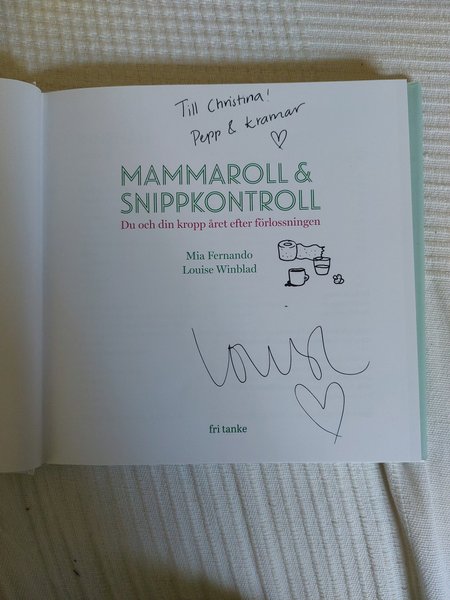 Till Christina!
Pepp & Kramar
MAMMAROLL &
SNIPPKONTROLL
Du och din kropp året efter förlossningen
Mia Fernando
Louise Winblad
Louise
fri tanke